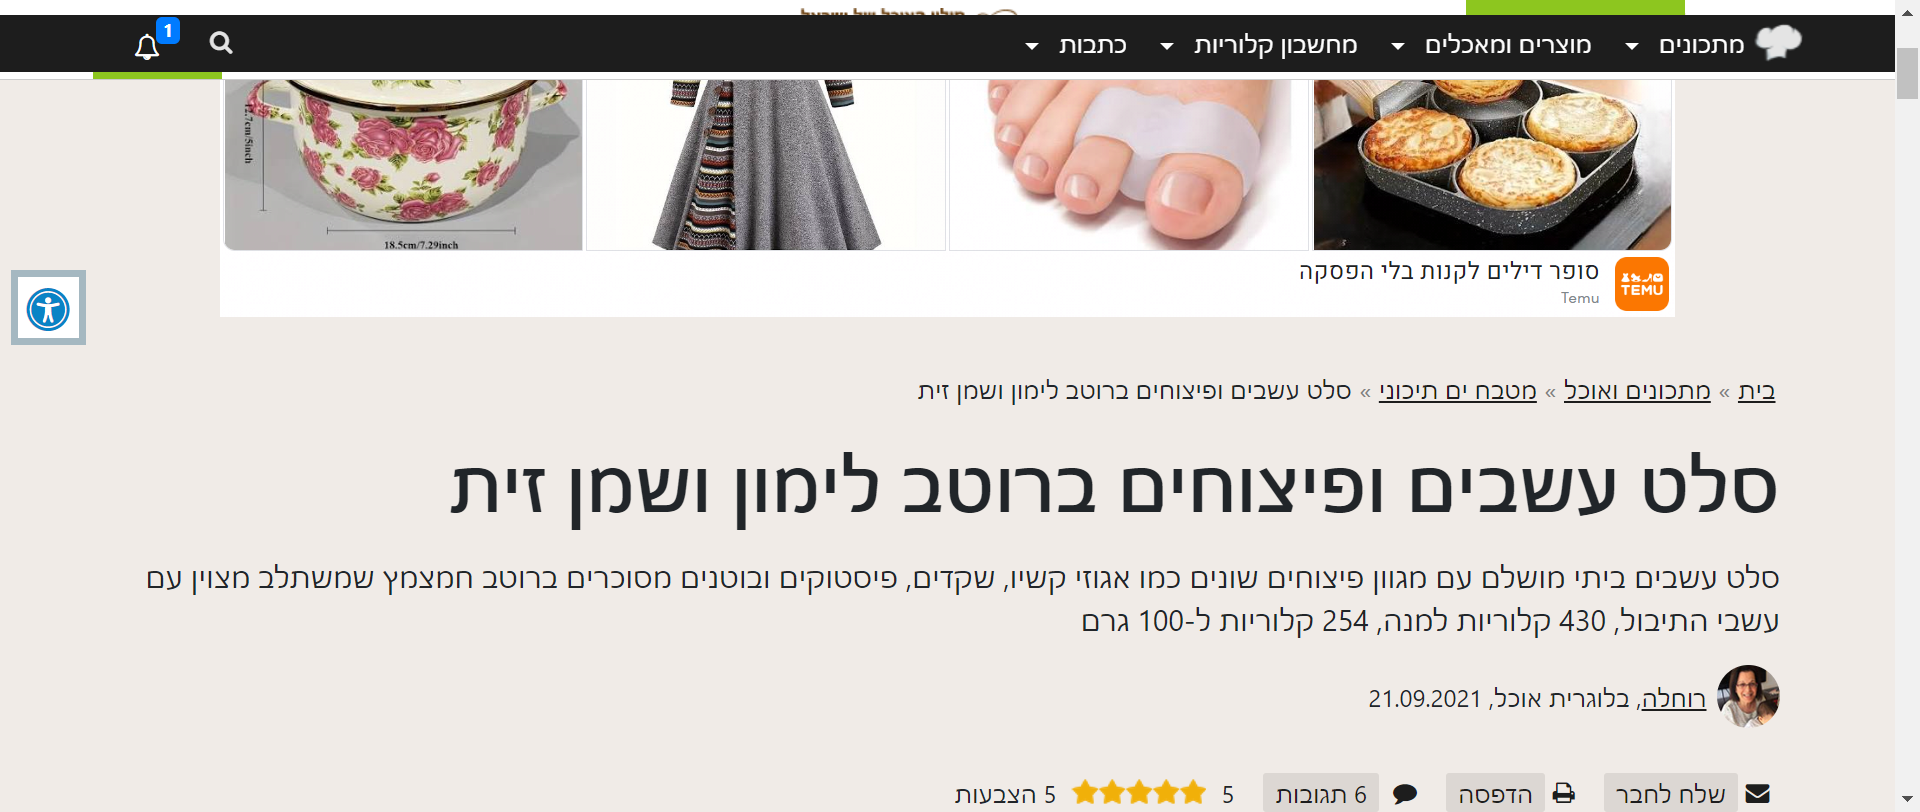 מתכונים
מוצרים ומאכלים
מחשבון קלוריות
כתבות
1
18.5cm/7.29inch
סופר דילים לקנות בלי הפסקה
Temu
TEMU
בית » מתכונים ואוכל » מטבח ים תיכוני » סלט עשבים ופיצוחים ברוטב לימון ושמן זית
סלט עשבים ופיצוחים ברוטב לימון ושמן זית
סלט עשבים ביתי מושלם עם מגוון פיצוחים שונים כמו אגוזי קשיו, שקדים, פיסטוקים ובוטנים מסוכרים ברוטב חמצמץ שמשתלב מצוין עם
עשבי התיבול, 430 קלוריות למנה, 254 קלוריות ל-100 גרם
רוחלה, בלוגרית אוכל, 21.09.2021
שלח לחבר
הדפסה
6 תגובות
5
5 הצבעות